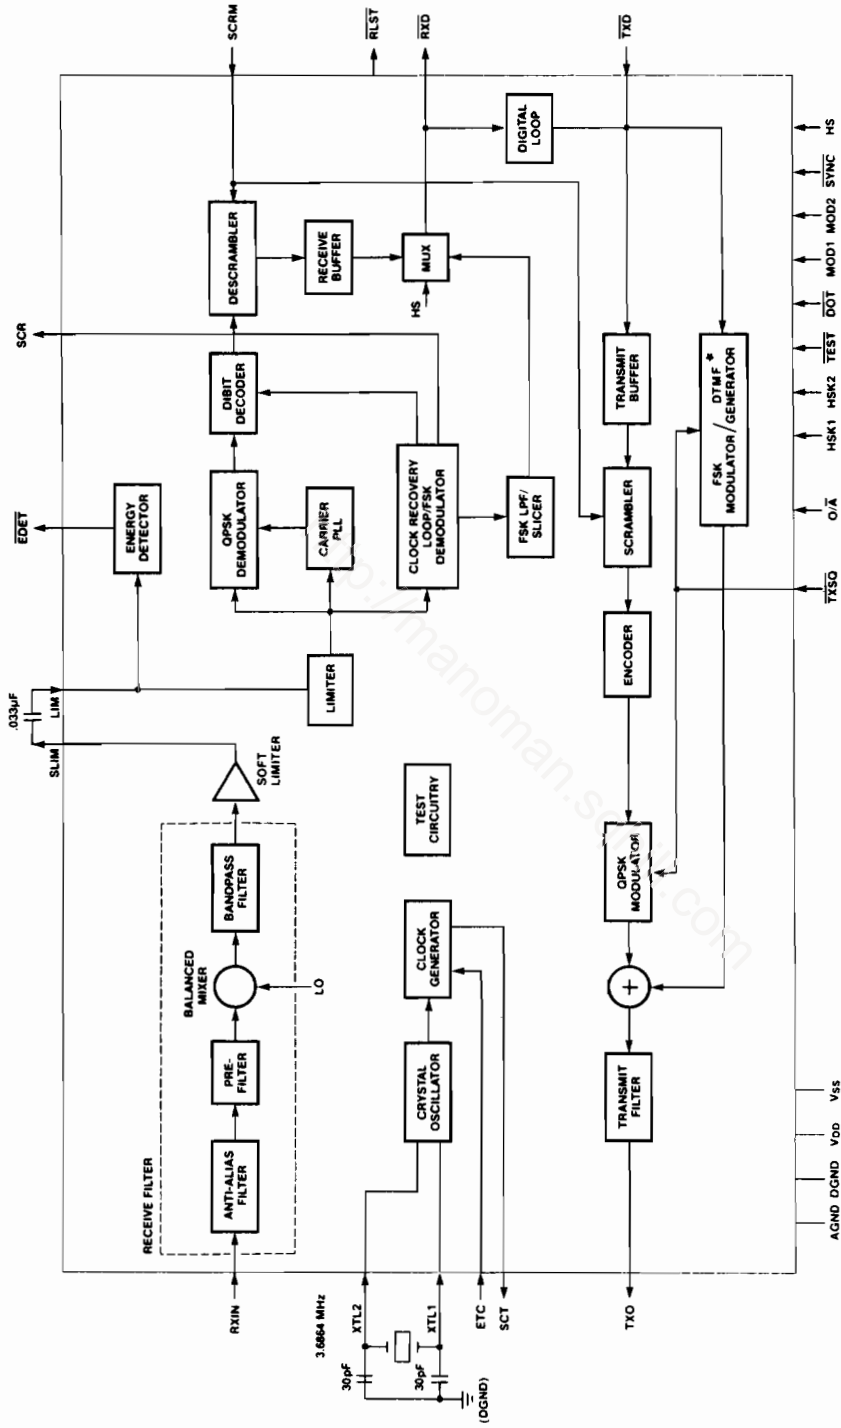 RECEIVE FILTER
RXIN
ANTI-ALIAS
FILTER
PRE-
FILTER
BALANCED
MIXER
LO
BANDPASS
FILTER
SOFT
LIMITER
SLIM
.033µF
LIM
LIMITER
ENERGY
DETECTOR
EDET
QPSK
DEMODULATOR
CARRIER
PLL
CLOCK RECOVERY
LOOP/FSK
DEMODULATOR
FSK LPF/
SLICER
DIBIT
DECODER
SCR
DESCRAMBLER
RECEIVE
BUFFER
MUX
HS
DIGITAL
LOOP
SCRM
RLST
RXD
TXD
3.6864 MHz
30pF
30pF
(DGND)
XTL2
XTL1
ETC
SCT
CRYSTAL
OSCILLATOR
CLOCK
GENERATOR
TEST
CIRCUITRY
TXO
TRANSMIT
FILTER
+
QPSK
MODULATOR
ENCODER
SCRAMBLER
TRANSMIT
BUFFER
FSK / DTMF *
MODULATOR/GENERATOR
AGND
DGND
VDD
VSS
TXSQ
O/A
HSK1
HSK2
TEST
DOT
MOD1
MOD2
SYNC
HS